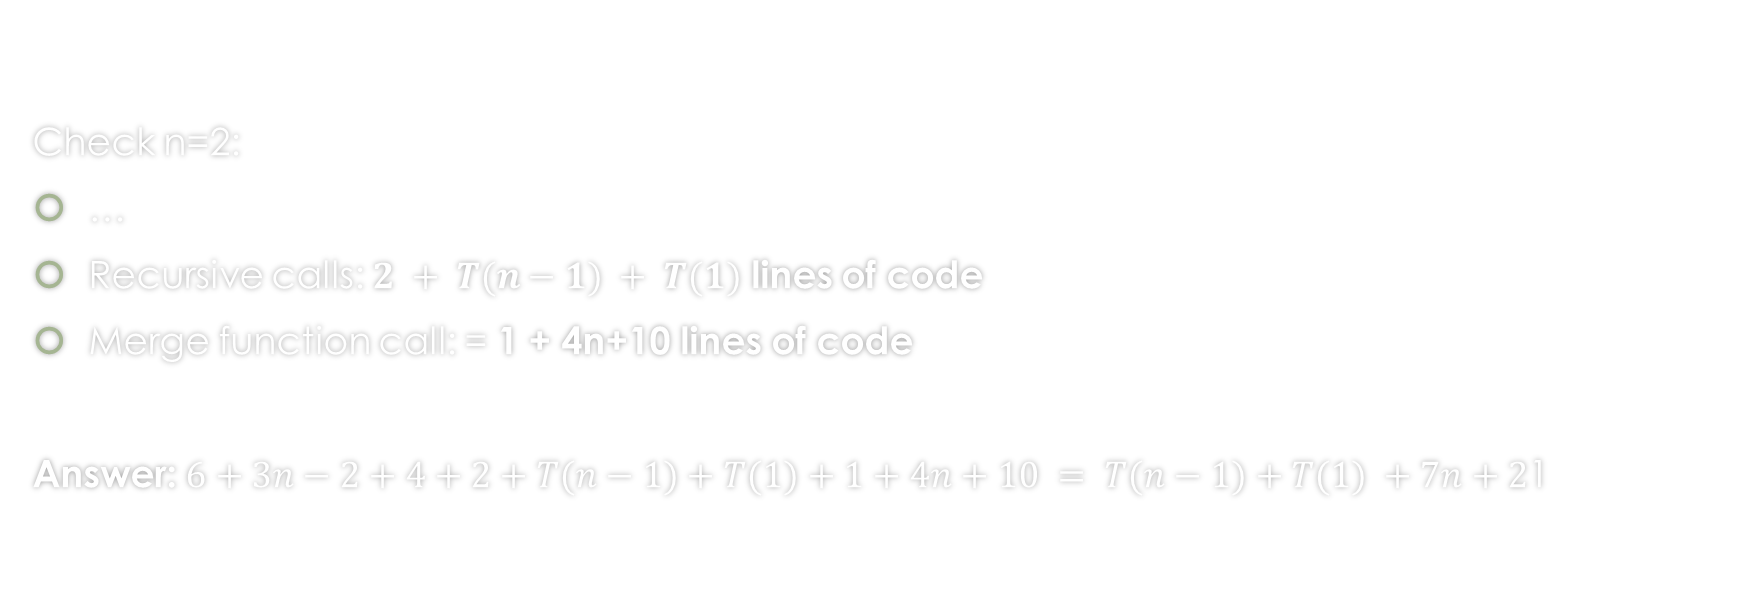 Check n=2:
...
Recursive calls: 2 + T(n − 1) + T(1) lines of code
Merge function call: = 1 + 4n+10 lines of code
Answer: 6 + 3n − 2 + 4 + 2 + T(n − 1) + T(1) + 1 + 4n + 10 = T(n − 1) + T(1) + 7n + 21